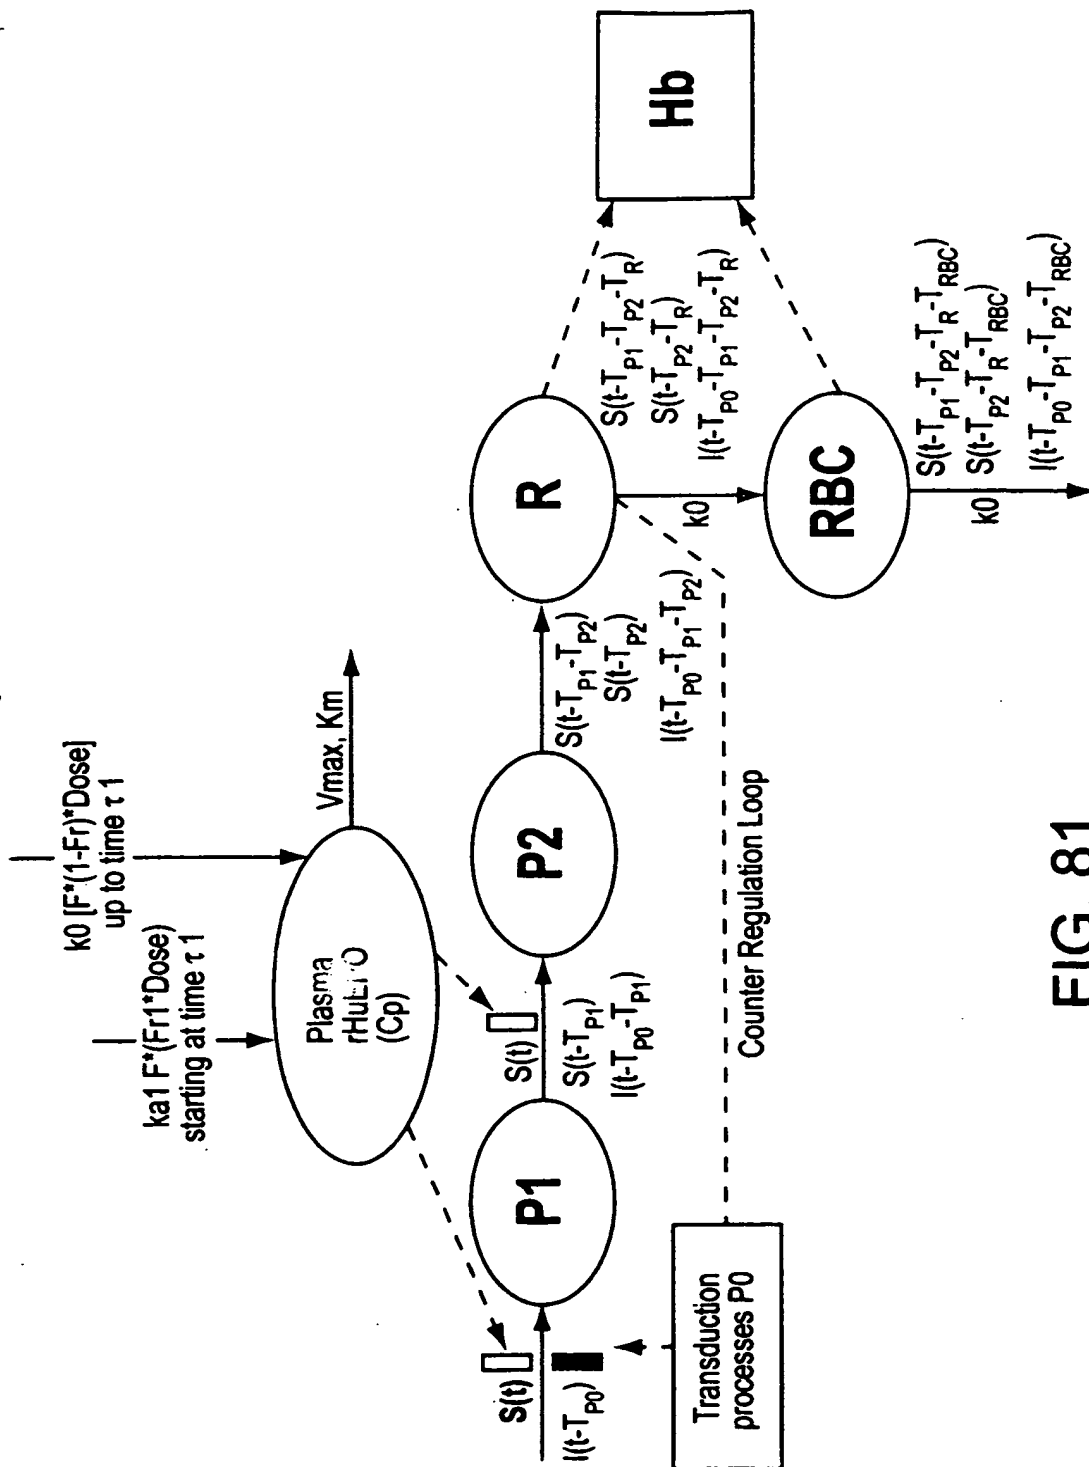 ka1 F*(Fr1*Dose)
starting at time τ 1
k0 [F*(1-Fr)*Dose]
up to time τ 1
Plasma
rHuEPO
(Cp)
Vmax, Km
S(t)
I(t-TP0)
P1
S(t)
S(t-TP1)
I(t-TP0-TP1)
P2
S(t-TP1-TP2)
S(t-TP2)
I(t-TP0-TP1-TP2)
R
S(t-TP1-TP2-TR)
S(t-TP2-TR)
I(t-TP0-TP1-TP2-TR)
Hb
k0
RBC
k0
S(t-TP1-TP2-TR-TRBC)
S(t-TP2-TR-TRBC)
I(t-TP0-TP1-TP2-TRBC)
Transduction
processes P0
Counter Regulation Loop
FIG. 81